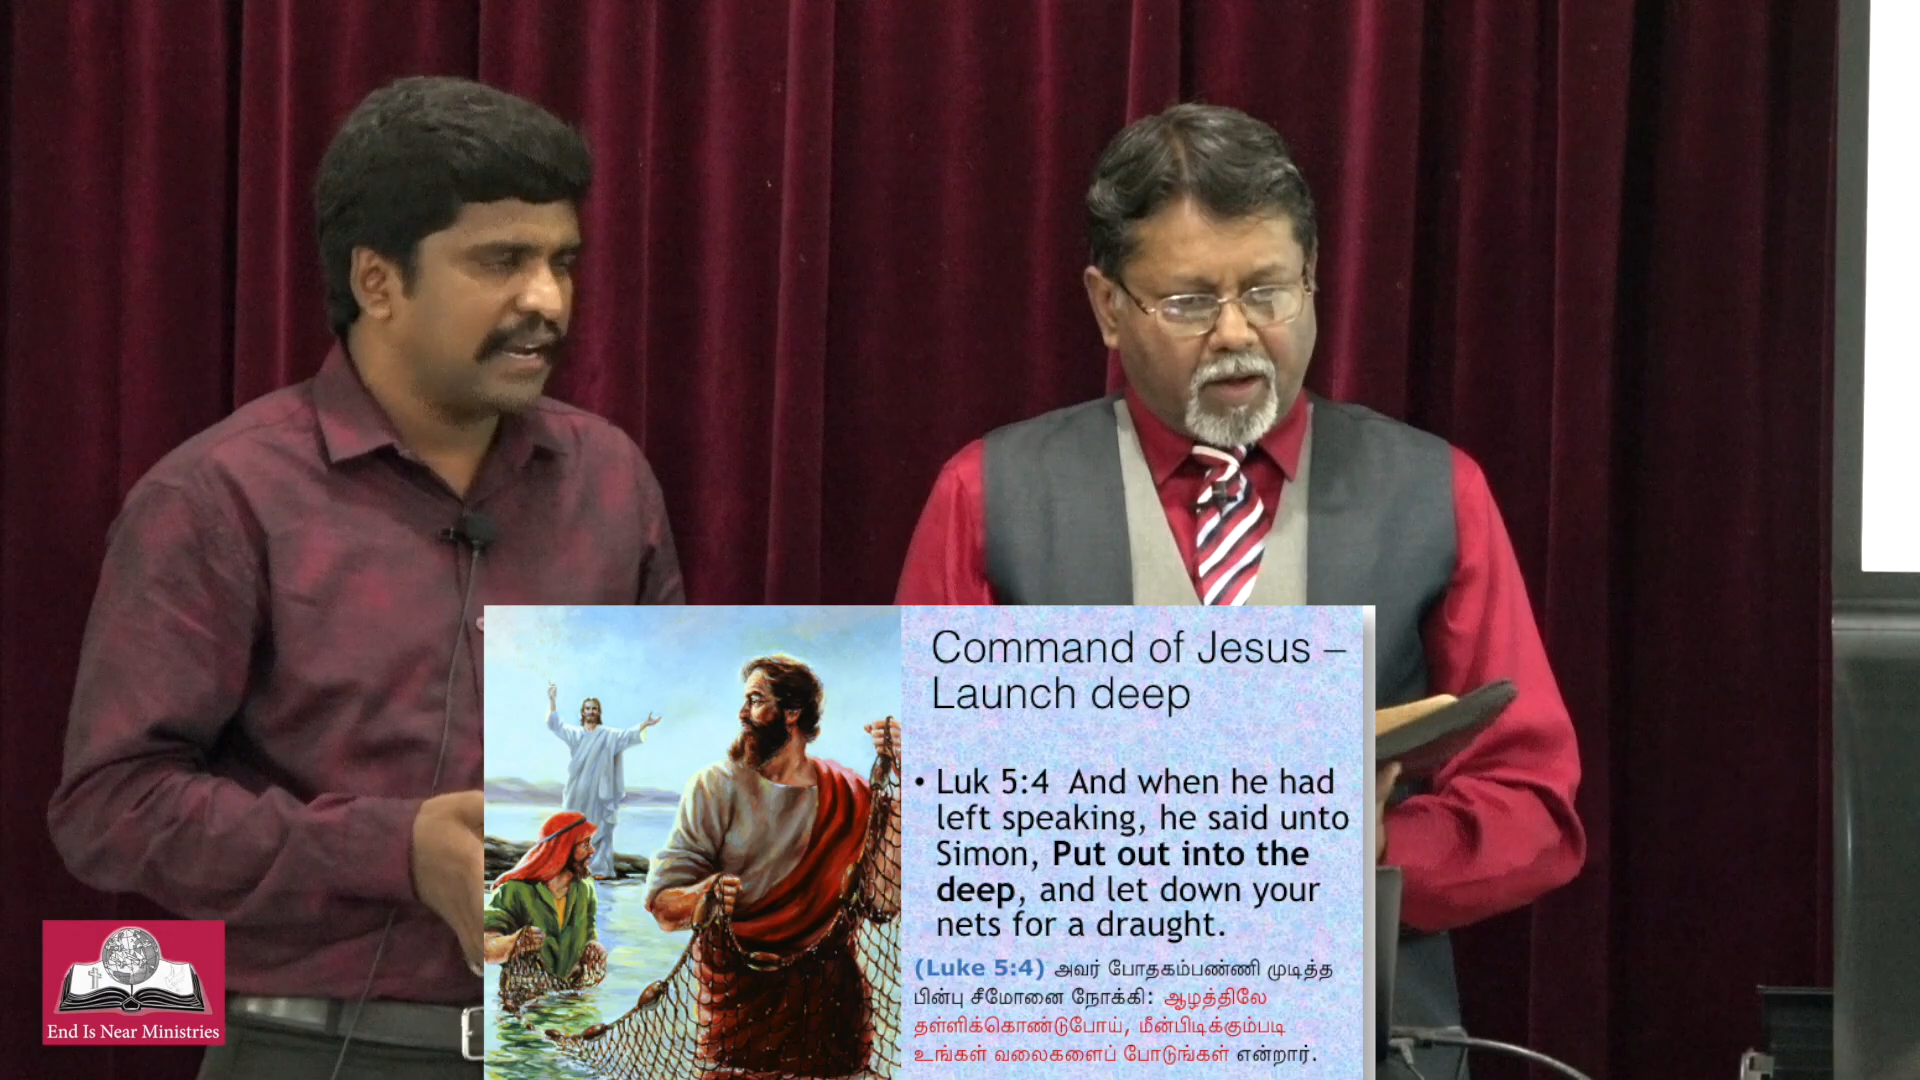 Command of Jesus –
Launch deep
• Luk 5:4 And when he had
left speaking, he said unto
Simon, Put out into the
deep, and let down your
nets for a draught.
(Luke 5:4) அவர் போதகம்பண்ணி முடித்த
பின்பு சீமோனை நோக்கி: ஆழத்திலே
தள்ளிக்கொண்டுபோய், மீன்பிடிக்கும்படி
உங்கள் வலைகளைப் போடுங்கள் என்றார்.
End Is Near Ministries